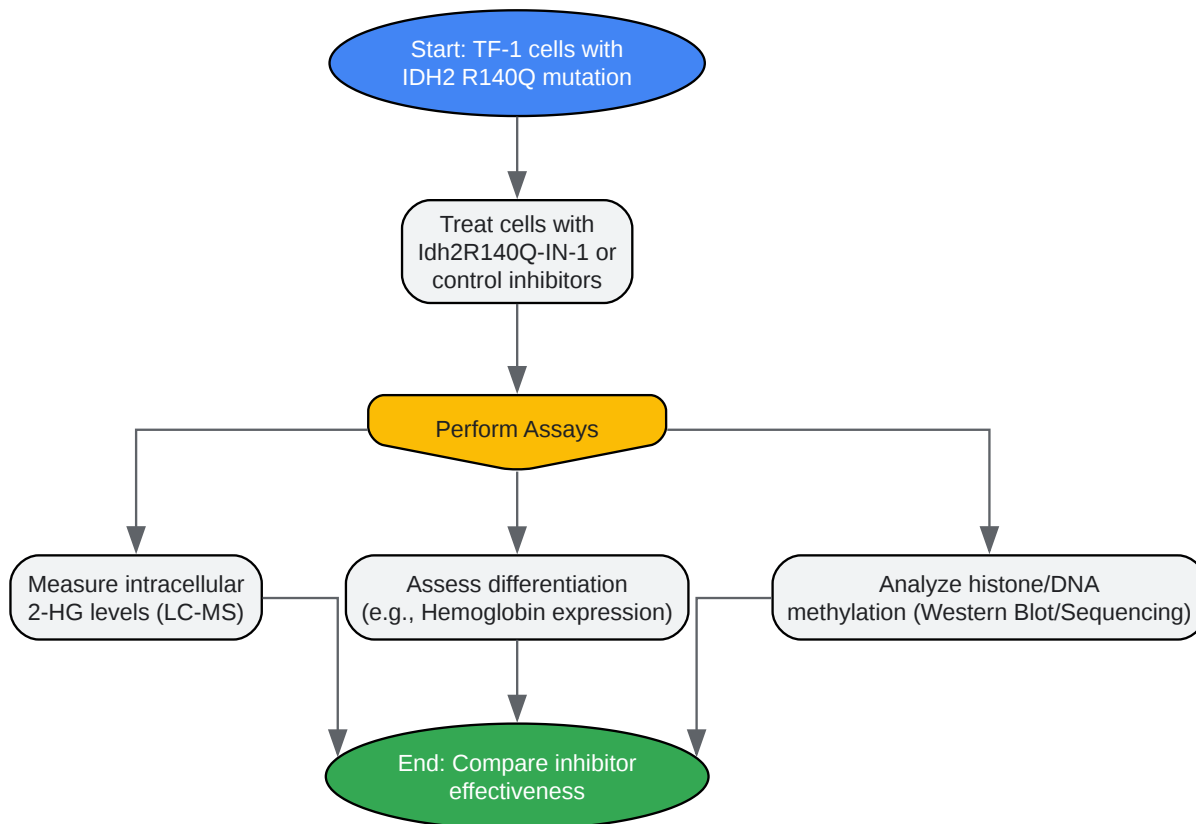 Start: TF-1 cells with
IDH2 R140Q mutation
Treat cells with
Idh2R140Q-IN-1 or
control inhibitors
Perform Assays
Measure intracellular
2-HG levels (LC-MS)
Assess differentiation
(e.g., Hemoglobin expression)
Analyze histone/DNA
methylation (Western Blot/Sequencing)
End: Compare inhibitor
effectiveness